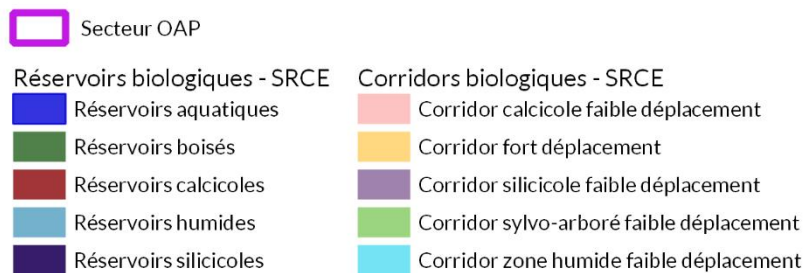 Secteur OAP
Réservoirs biologiques - SRCE
Réservoirs aquatiques
Réservoirs boisés
Réservoirs calcicoles
Réservoirs humides
Réservoirs silicicoles
Corridors biologiques - SRCE
Corridor calcicole faible déplacement
Corridor fort déplacement
Corridor silicicole faible déplacement
Corridor sylvo-arboré faible déplacement
Corridor zone humide faible déplacement